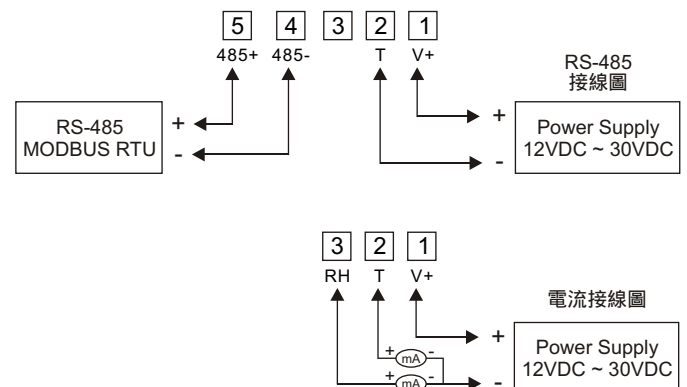 5 4 3 2 1
485+ 485- T V+
RS-485
接線圖
RS-485
MODBUS RTU
+
-
+
-
Power Supply
12VDC ~ 30VDC
3 2 1
RH T V+
電流接線圖
+
-
Power Supply
12VDC ~ 30VDC
+ mA -
+ mA -